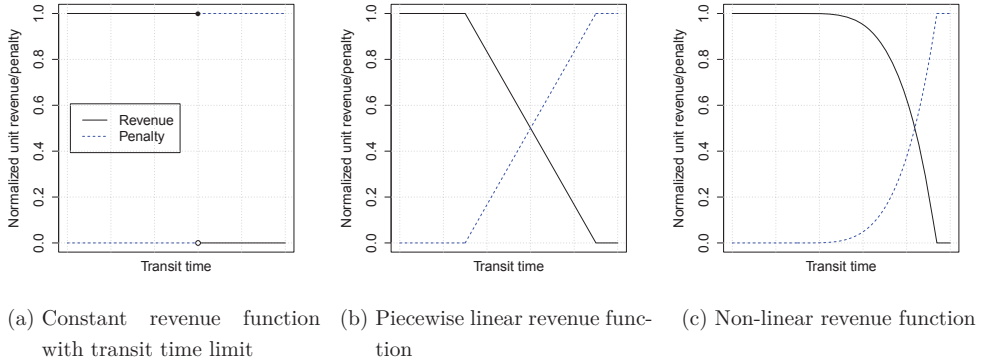 Normalized unit revenue/penalty
1.0
0.8
0.6
0.4
0.2
0.0
Revenue
Penalty
Transit time
(a) Constant revenue function
with transit time limit
Normalized unit revenue/penalty
1.0
0.8
0.6
0.4
0.2
0.0
Transit time
(b) Piecewise linear revenue func-
tion
Normalized unit revenue/penalty
1.0
0.8
0.6
0.4
0.2
0.0
Transit time
(c) Non-linear revenue function